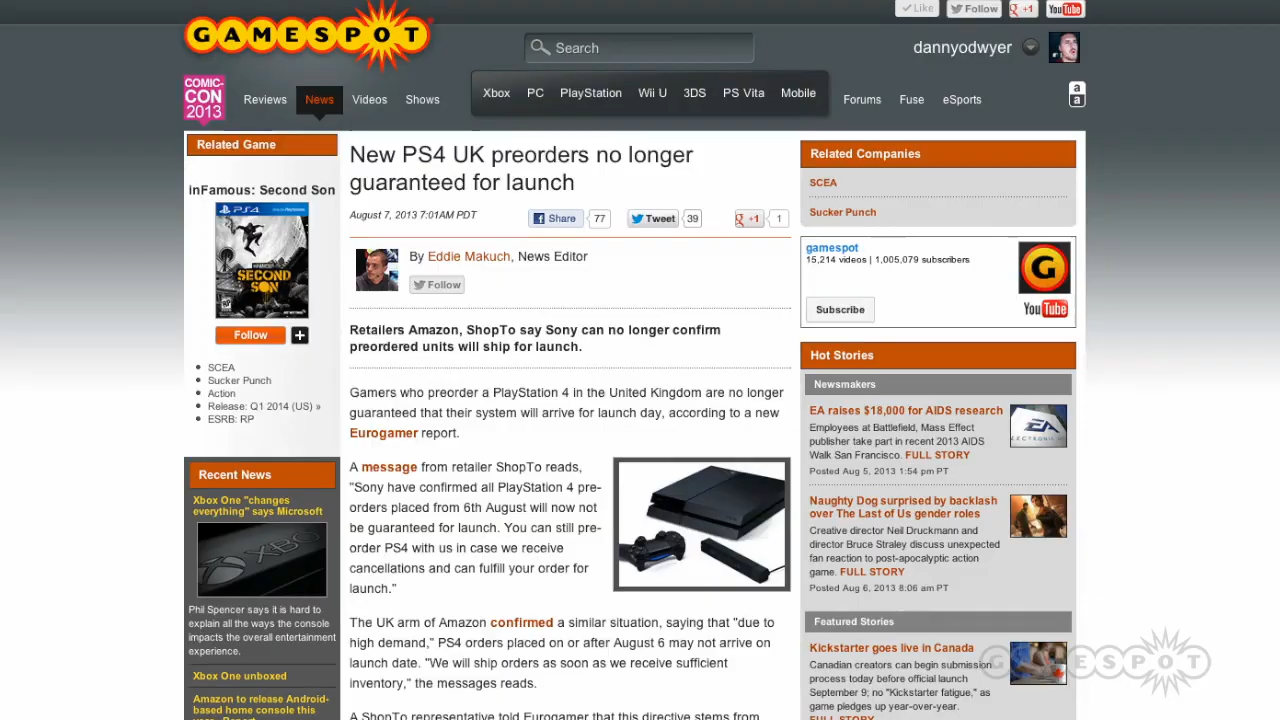 Like
Follow
+1
YouTube
GAMESPOT
Search
dannyodwyer
COMIC-
CON
2013
Reviews
News
Videos
Shows
Xbox
PC
PlayStation
Wii U
3DS
PS Vita
Mobile
Forums
Fuse
eSports
a
a
Related Game
inFamous: Second Son
PS4
SECOND
SON
Follow
+
SCEA
Sucker Punch
Action
Release: Q1 2014 (US) »
ESRB: RP
Recent News
Xbox One "changes
everything" says Microsoft
XBO
Phil Spencer says it is hard to
explain all the ways the console
impacts the overall entertainment
experience.
Xbox One unboxed
Amazon to release Android-
based home console this
New PS4 UK preorders no longer
guaranteed for launch
August 7, 2013 7:01AM PDT
Share
77
Tweet
39
+1
1
By Eddie Makuch, News Editor
Follow
Retailers Amazon, ShopTo say Sony can no longer confirm
preordered units will ship for launch.
Gamers who preorder a PlayStation 4 in the United Kingdom are no longer
guaranteed that their system will arrive for launch day, according to a new
Eurogamer report.
A message from retailer ShopTo reads,
"Sony have confirmed all PlayStation 4 pre-
orders placed from 6th August will now not
be guaranteed for launch. You can still pre-
order PS4 with us in case we receive
cancellations and can fulfill your order for
launch."
The UK arm of Amazon confirmed a similar situation, saying that "due to
high demand," PS4 orders placed on or after August 6 may not arrive on
launch date. "We will ship orders as soon as we receive sufficient
inventory," the messages reads.
A ShopTo representative told Eurogamer that this directive stems from
Related Companies
SCEA
Sucker Punch
gamespot
15,214 videos | 1,005,079 subscribers
G
Subscribe
YouTube
Hot Stories
Newsmakers
EA raises $18,000 for AIDS research
Employees at Battlefield, Mass Effect
publisher take part in recent 2013 AIDS
Walk San Francisco. FULL STORY
Posted Aug 5, 2013 1:54 pm PT
EA
Naughty Dog surprised by backlash
over The Last of Us gender roles
Creative director Neil Druckmann and
director Bruce Straley discuss unexpected
fan reaction to post-apocalyptic action
game. FULL STORY
Posted Aug 6, 2013 8:06 am PT
Featured Stories
Kickstarter goes live in Canada
Canadian creators can begin submission
process today before official launch
September 9; no "Kickstarter fatigue," as
game pledges up year-over-year.
FULL STORY
GAMESPOT